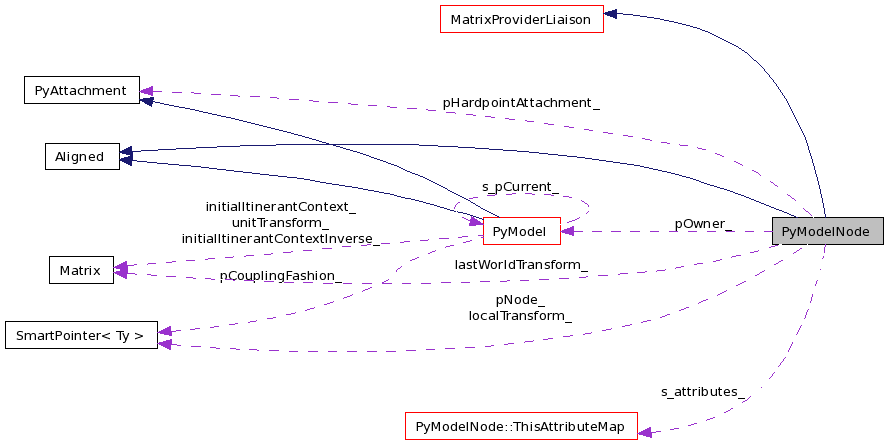 MatrixProviderLiaison
PyAttachment
pHardpointAttachment_
Aligned
s_pCurrent_
initialItinerantContext_
unitTransform_
initialItinerantContextInverse_
PyModel
pOwner_
PyModelNode
Matrix
lastWorldTransform_
pCouplingFashion_
pNode_
localTransform_
SmartPointer< Ty >
s_attributes_
PyModelNode::ThisAttributeMap